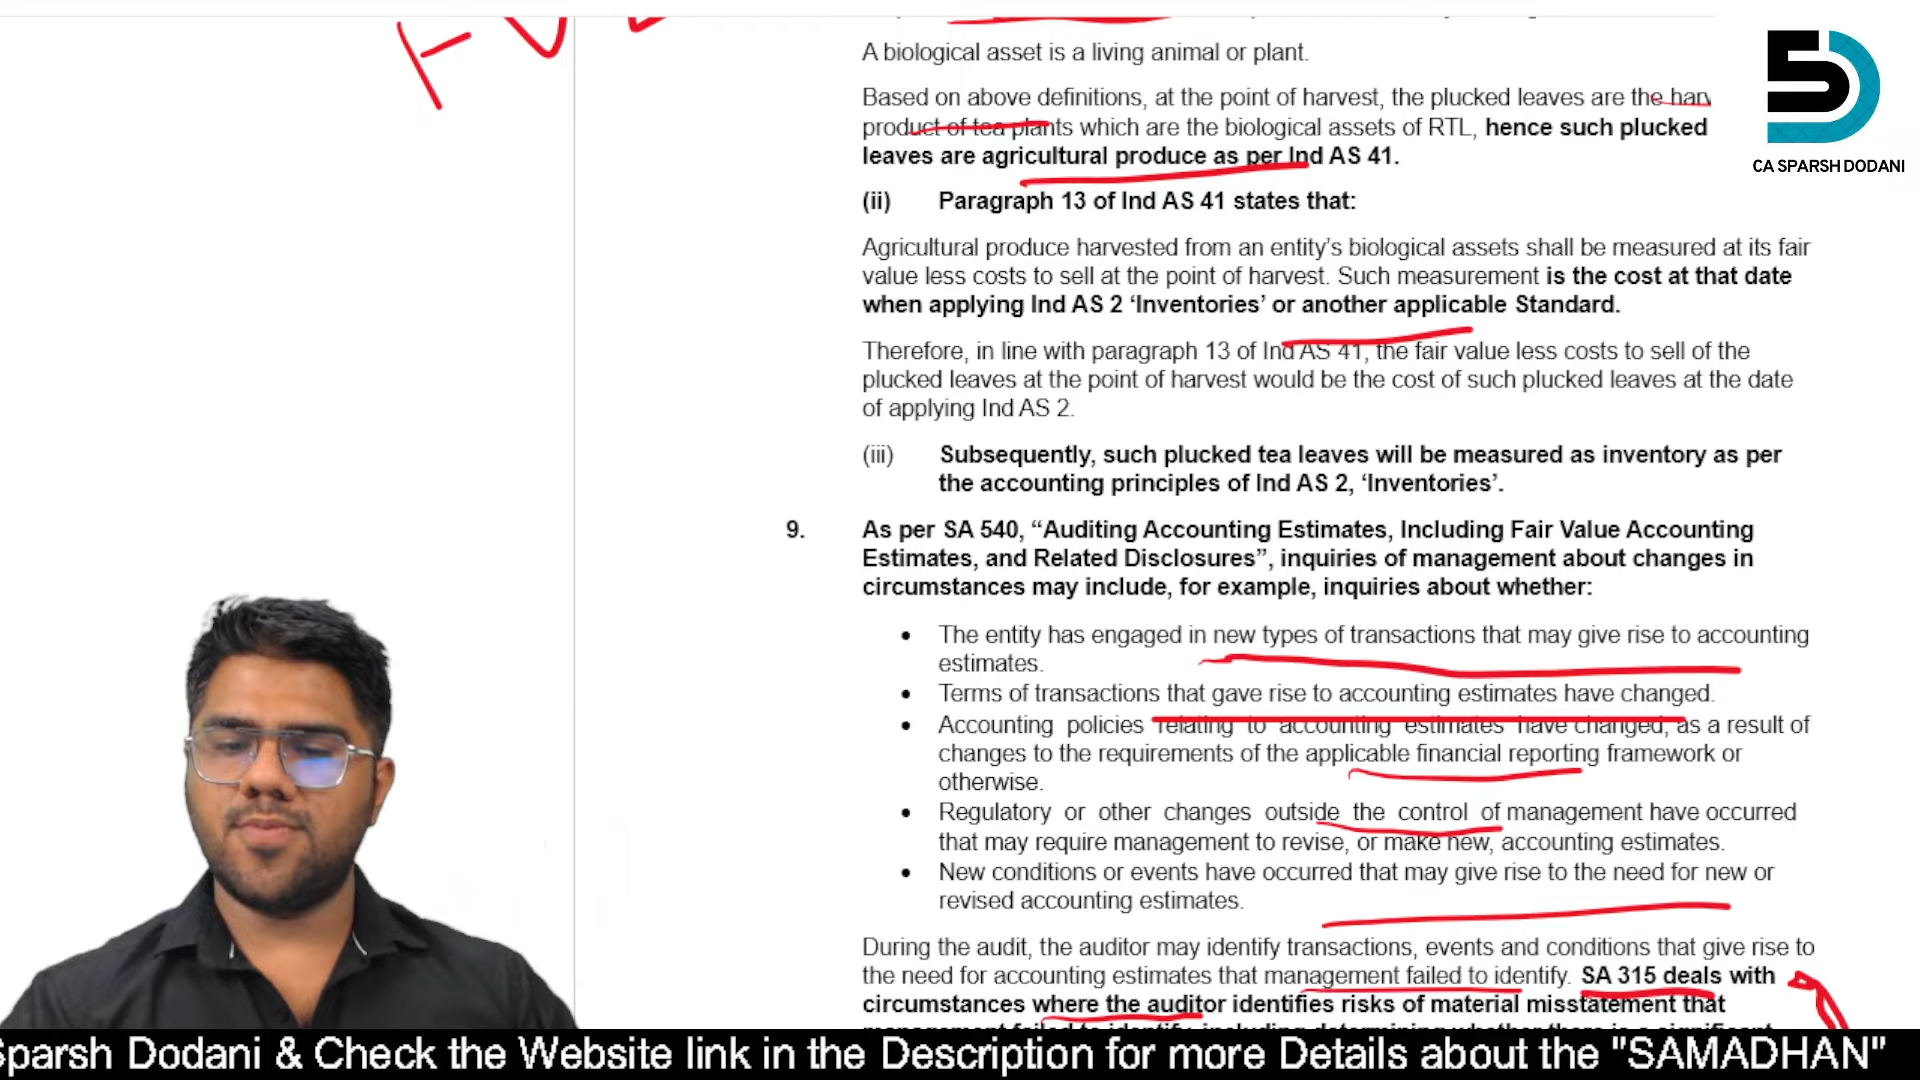 A biological asset is a living animal or plant.
Based on above definitions, at the point of harvest, the plucked leaves are the
product of tea plants which are the biological assets of RTL, hence such plucked
leaves are agricultural produce as per Ind AS 41.
(ii) Paragraph 13 of Ind AS 41 states that:
Agricultural produce harvested from an entity's biological assets shall be measured at its fair
value less costs to sell at the point of harvest. Such measurement is the cost at that date
when applying Ind AS 2 ‘Inventories’ or another applicable Standard.
Therefore, in line with paragraph 13 of Ind AS 41, the fair value less costs to sell of the
plucked leaves at the point of harvest would be the cost of such plucked leaves at the date
of applying Ind AS 2.
(iii) Subsequently, such plucked tea leaves will be measured as inventory as per
the accounting principles of Ind AS 2, ‘Inventories’.
9. As per SA 540, “Auditing Accounting Estimates, Including Fair Value Accounting
Estimates, and Related Disclosures”, inquiries of management about changes in
circumstances may include, for example, inquiries about whether:
• The entity has engaged in new types of transactions that may give rise to accounting
estimates.
• Terms of transactions that gave rise to accounting estimates have changed.
• Accounting policies relating to accounting estimates have changed, as a result of
changes to the requirements of the applicable financial reporting framework or
otherwise.
• Regulatory or other changes outside the control of management have occurred
that may require management to revise, or make new, accounting estimates.
• New conditions or events have occurred that may give rise to the need for new or
revised accounting estimates.
During the audit, the auditor may identify transactions, events and conditions that give rise to
the need for accounting estimates that management failed to identify. SA 315 deals with
circumstances where the auditor identifies risks of material misstatement that
CA SPARSH DODANI
Sparsh Dodani & Check the Website link in the Description for more Details about the "SAMADHAN"